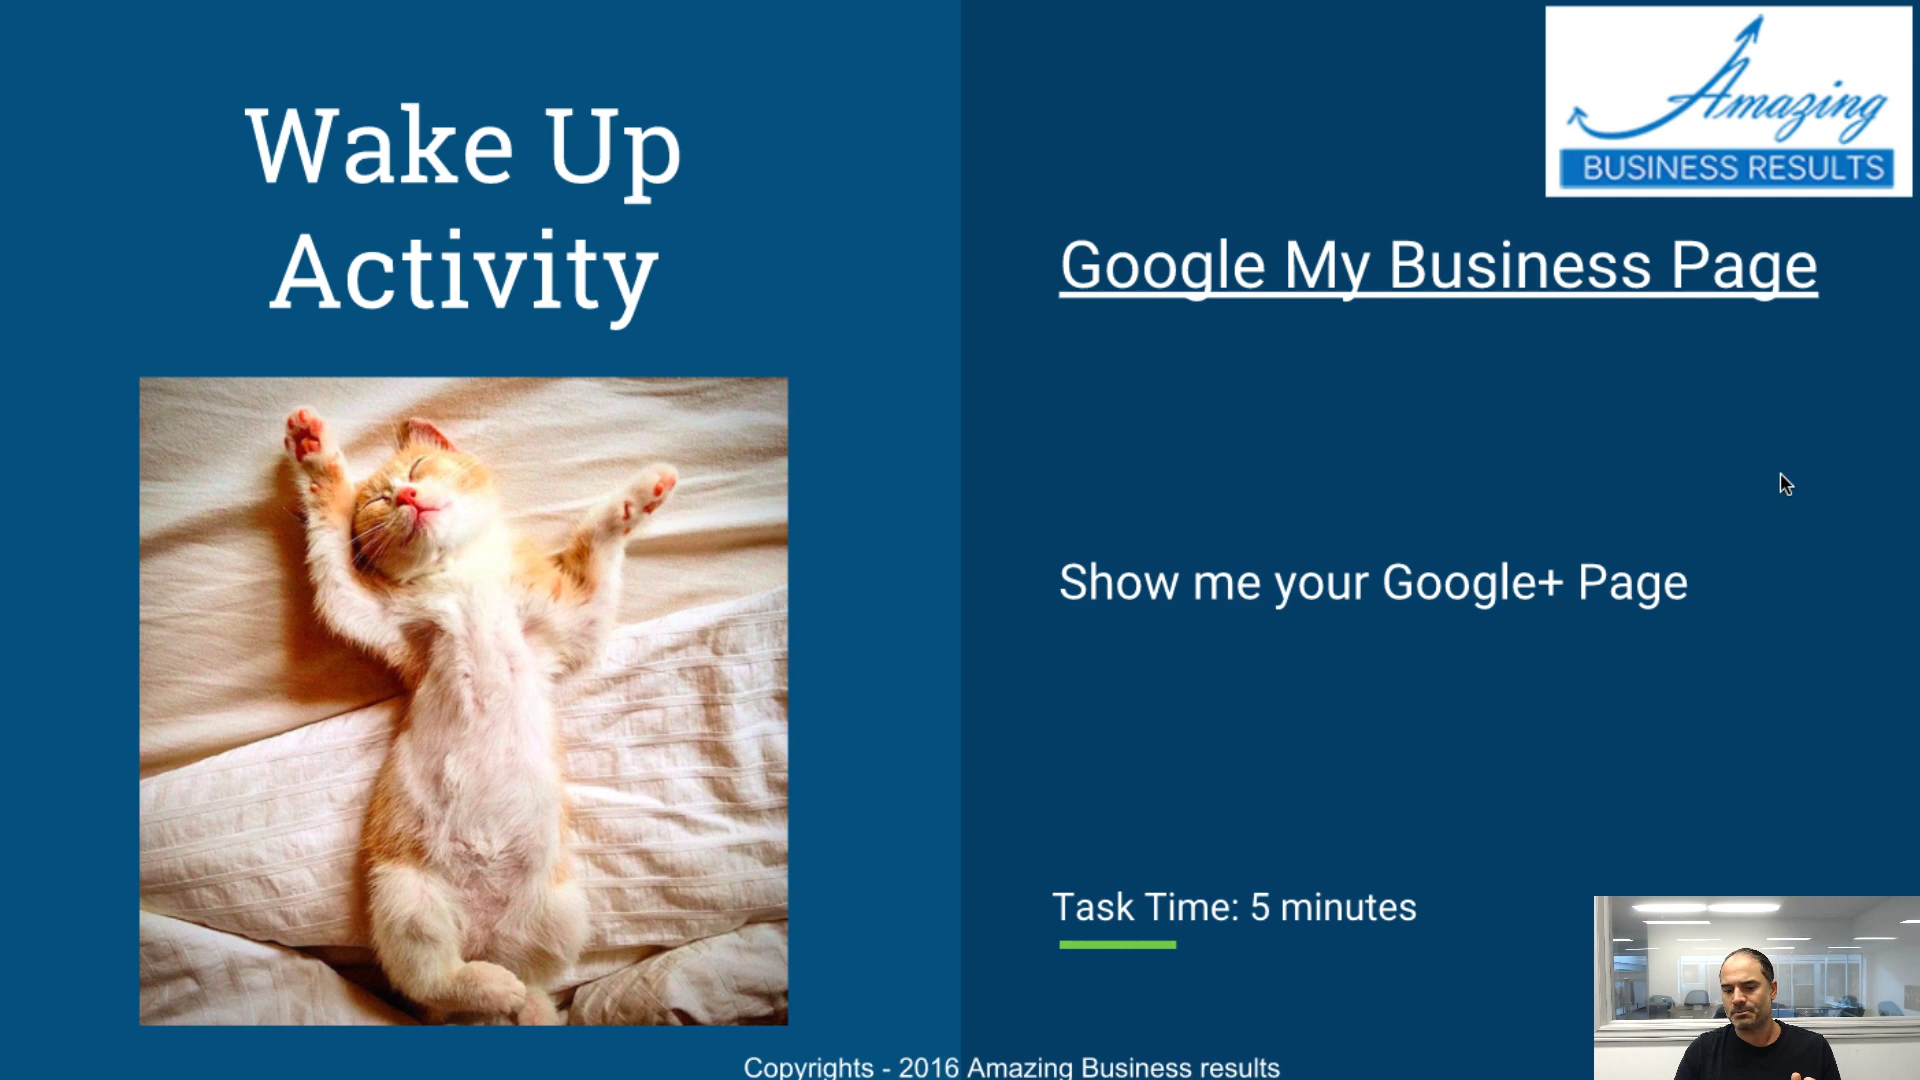 Wake Up
Activity
Amazing
BUSINESS RESULTS
Google My Business Page
Show me your Google+ Page
Task Time: 5 minutes
Copyrights - 2016 Amazing Business results